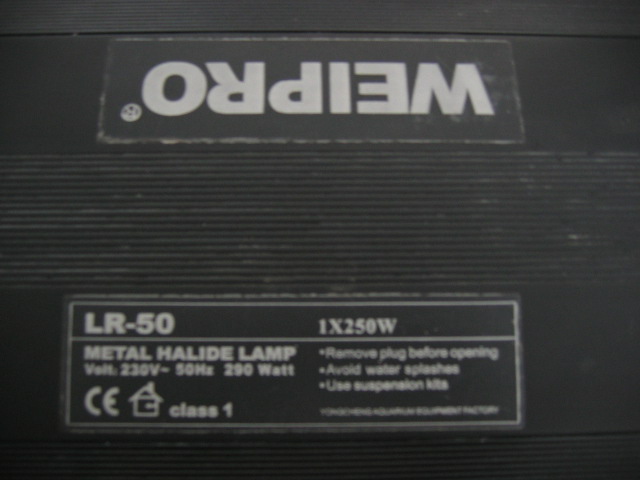 WEIPRO®
LR-50 1X250W
METAL HALIDE LAMP
Volt. 230V~ 50Hz 290 Watt
CE class 1
•Remove plug before opening
•Avoid water splashes
•Use suspension kits
YONGCHENG AQUARIUM EQUIPMENT FACTORY